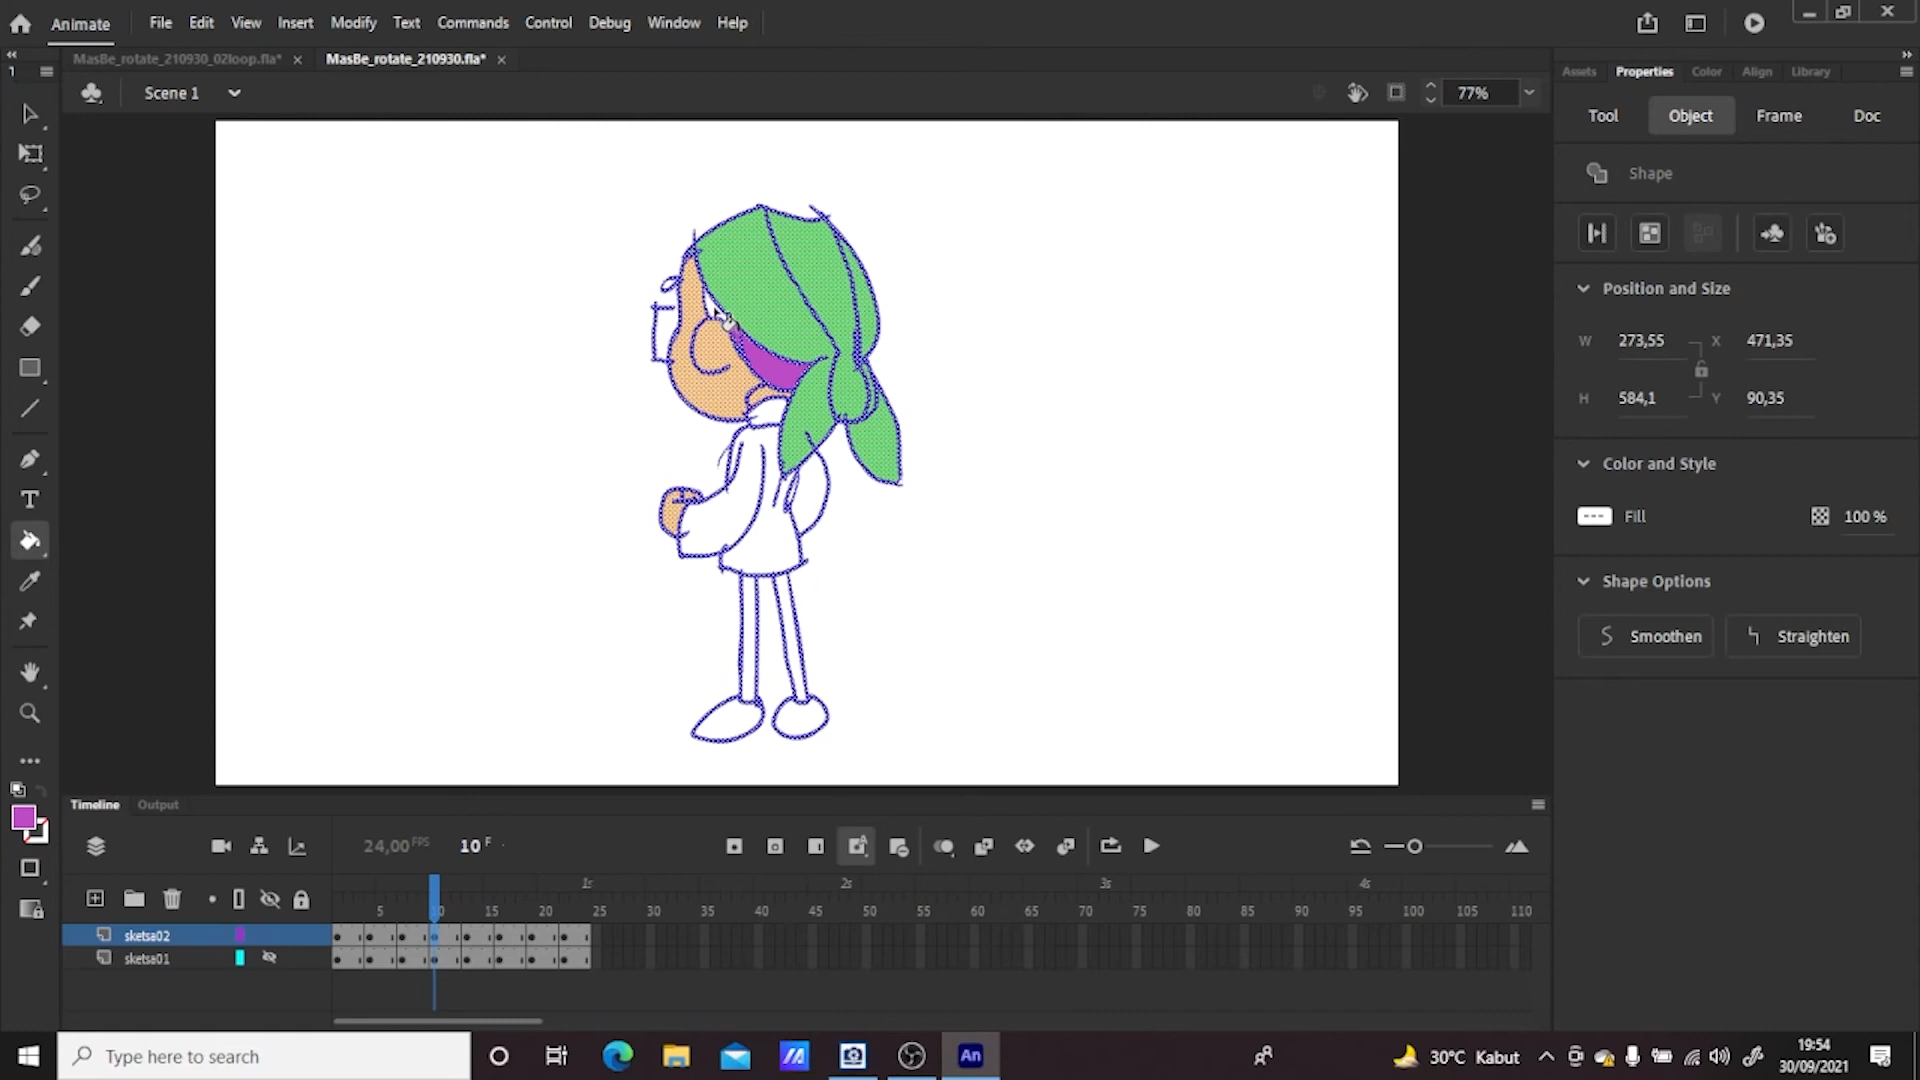 Animate File Edit View Insert Modify Text Commands Control Debug Window Help
MasBe_rotate_210930_02loop.fla* MasBe_rotate_210930.fla*
1
Scene 1 77%
Assets Properties Color Align Library
Tool Object Frame Doc
Shape
Position and Size
W 273,55 X 471,35
H 584,1 Y 90,35
Color and Style
Fill 100 %
Shape Options
Smoothen Straighten
Timeline Output
24,00 FPS 10 F
1s 2s 3s 4s
5 10 15 20 25 30 35 40 45 50 55 60 65 70 75 80 85 90 95 100 105 110
sketsa02
sketsa01
Type here to search
An
30°C Kabut
19:54
30/09/2021